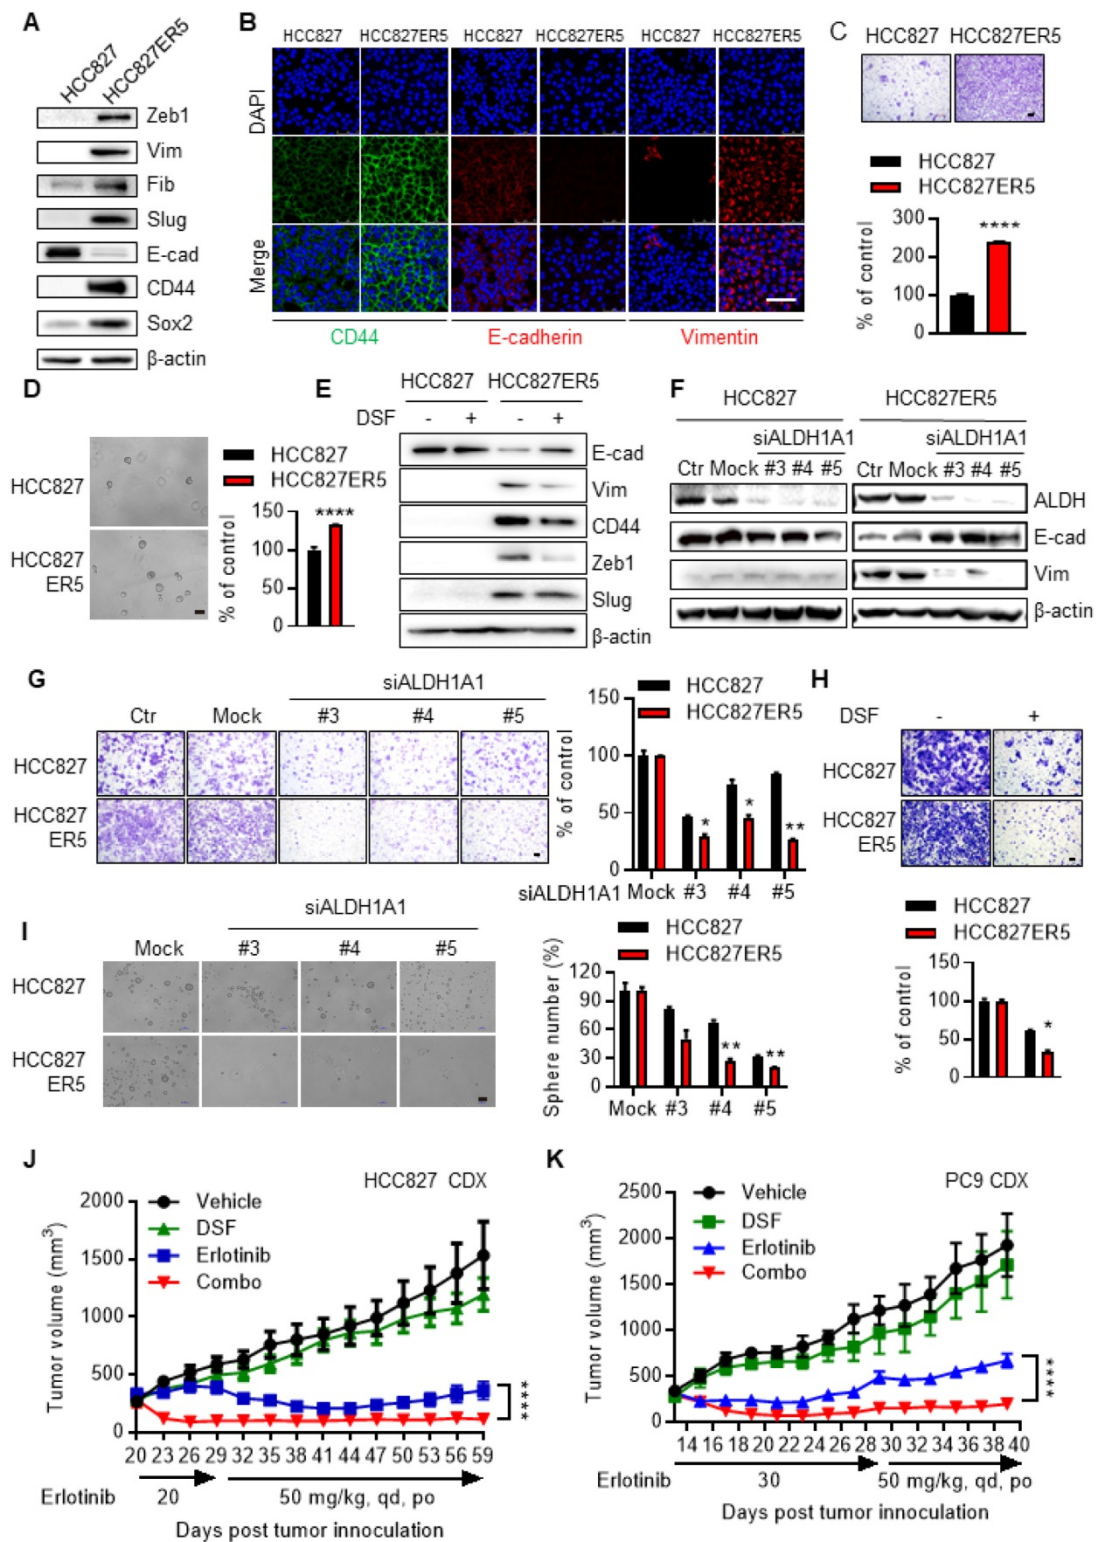 A
HCC827
HCC827ER5
Zeb1
Vim
Fib
Slug
E-cad
CD44
Sox2
β-actin
B
HCC827 HCC827ER5 HCC827 HCC827ER5 HCC827 HCC827ER5
DAPI
Merge
CD44 E-cadherin Vimentin
C
HCC827 HCC827ER5
HCC827
HCC827ER5
% of control
300
200
100
0
****
D
HCC827
HCC827
ER5
HCC827
HCC827ER5
% of control
150
100
50
0
****
E
HCC827 HCC827ER5
DSF - + - +
E-cad
Vim
CD44
Zeb1
Slug
β-actin
F
HCC827 HCC827ER5
siALDH1A1 siALDH1A1
Ctr Mock #3 #4 #5 Ctr Mock #3 #4 #5
ALDH
E-cad
Vim
β-actin
G
siALDH1A1
Ctr Mock #3 #4 #5
HCC827
HCC827
ER5
HCC827
HCC827ER5
% of control
150
100
50
0
* * **
siALDH1A1 Mock #3 #4 #5
H
DSF - +
HCC827
HCC827
ER5
HCC827
HCC827ER5
% of control
150
100
50
0
*
I
siALDH1A1
Mock #3 #4 #5
HCC827
HCC827
ER5
HCC827
HCC827ER5
Sphere number (%)
120
90
60
30
0
** **
Mock #3 #4 #5
J
HCC827 CDX
Vehicle
DSF
Erlotinib
Combo
Tumor volume (mm³)
2000
1500
1000
500
0
****
20 23 26 29 32 35 38 41 44 47 50 53 56 59
Erlotinib 20 50 mg/kg, qd, po
Days post tumor innoculation
K
PC9 CDX
Vehicle
DSF
Erlotinib
Combo
Tumor volume (mm³)
2500
2000
1500
1000
500
0
****
14 16 18 20 22 24 26 28 30 32 34 36 38 40
Erlotinib 30 50 mg/kg, qd, po
Days post tumor innoculation